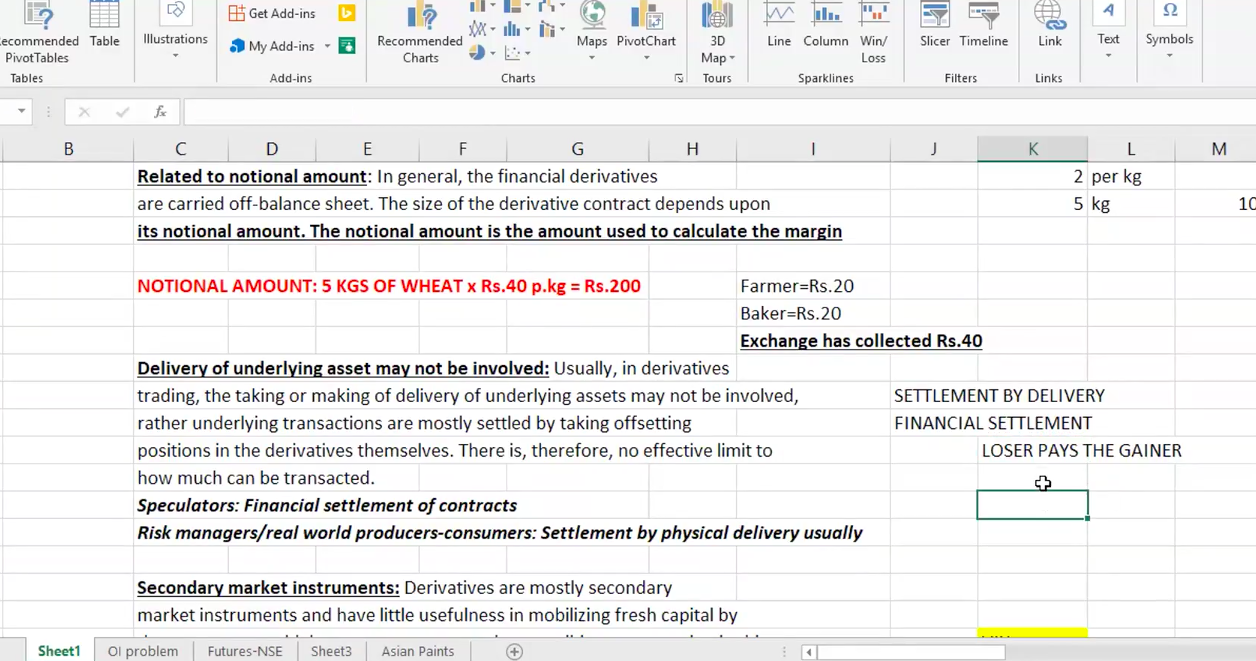 Recommended PivotTables
Table
Tables
Illustrations
Get Add-ins
My Add-ins
Add-ins
Recommended Charts
Maps
PivotChart
Charts
3D Map
Tours
Line
Column
Win/ Loss
Sparklines
Slicer
Timeline
Filters
Link
Links
Text
Symbols
fx
B C D E F G H I J K L M
Related to notional amount: In general, the financial derivatives
2 per kg
are carried off-balance sheet. The size of the derivative contract depends upon
5 kg 10
its notional amount. The notional amount is the amount used to calculate the margin
NOTIONAL AMOUNT: 5 KGS OF WHEAT x Rs.40 p.kg = Rs.200
Farmer=Rs.20
Baker=Rs.20
Exchange has collected Rs.40
Delivery of underlying asset may not be involved: Usually, in derivatives
trading, the taking or making of delivery of underlying assets may not be involved,
SETTLEMENT BY DELIVERY
rather underlying transactions are mostly settled by taking offsetting
FINANCIAL SETTLEMENT
positions in the derivatives themselves. There is, therefore, no effective limit to
LOSER PAYS THE GAINER
how much can be transacted.
Speculators: Financial settlement of contracts
Risk managers/real world producers-consumers: Settlement by physical delivery usually
Secondary market instruments: Derivatives are mostly secondary
market instruments and have little usefulness in mobilizing fresh capital by
Sheet1
OI problem
Futures-NSE
Sheet3
Asian Paints